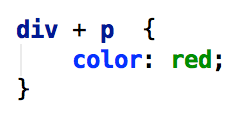 div + p  {
    color: red;
}